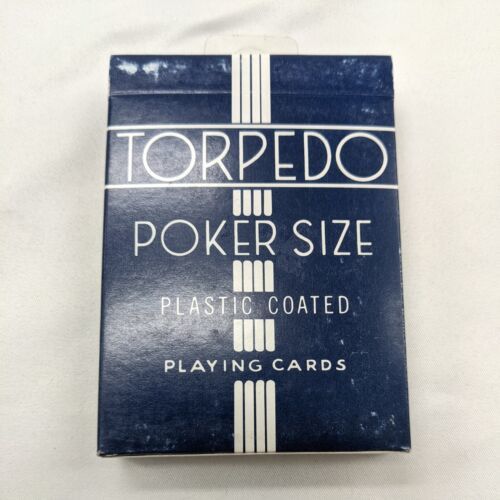 TORPEDO
POKER SIZE
PLASTIC COATED
PLAYING CARDS